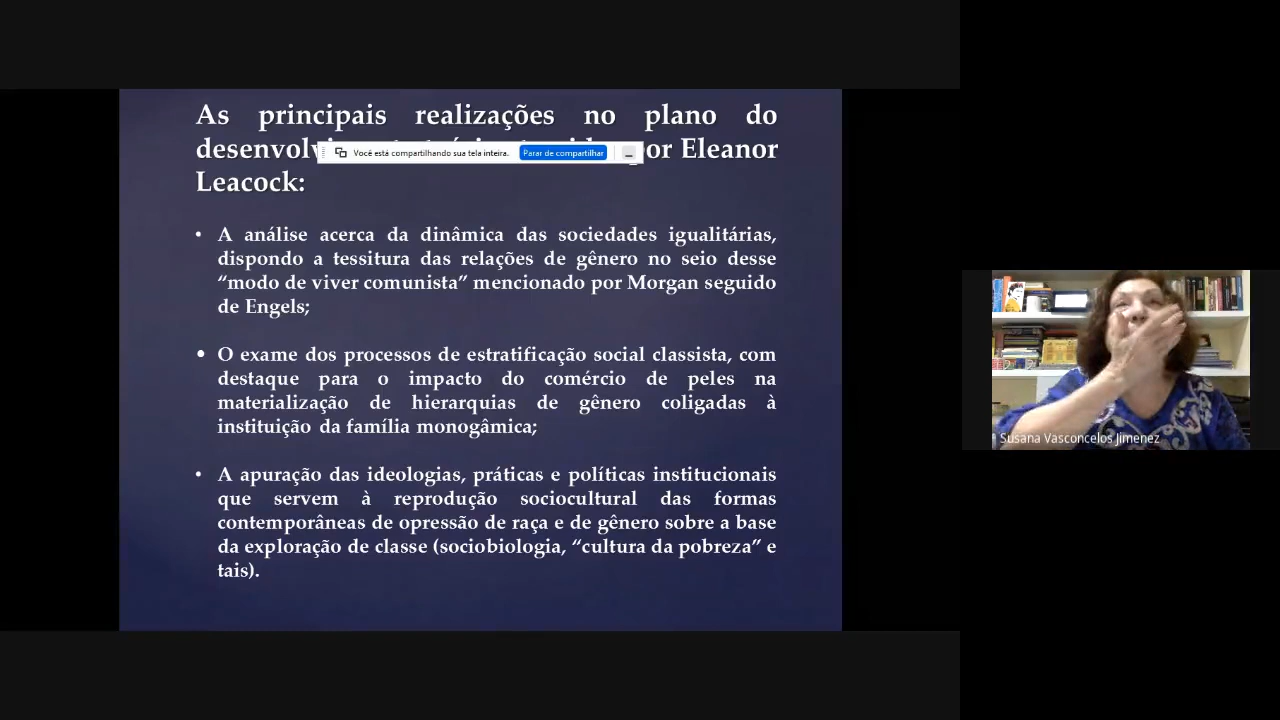 As principais realizações no plano do
desenvolv
or Eleanor
Leacock:
Você está compartilhando sua tela inteira.
Parar de compartilhar
• A análise acerca da dinâmica das sociedades igualitárias,
dispondo a tessitura das relações de gênero no seio desse
“modo de viver comunista” mencionado por Morgan seguido
de Engels;
• O exame dos processos de estratificação social classista, com
destaque para o impacto do comércio de peles na
materialização de hierarquias de gênero coligadas à
instituição da família monogâmica;
• A apuração das ideologias, práticas e políticas institucionais
que servem à reprodução sociocultural das formas
contemporâneas de opressão de raça e de gênero sobre a base
da exploração de classe (sociobiologia, “cultura da pobreza” e
tais).
Susana Vasconcelos Jimenez